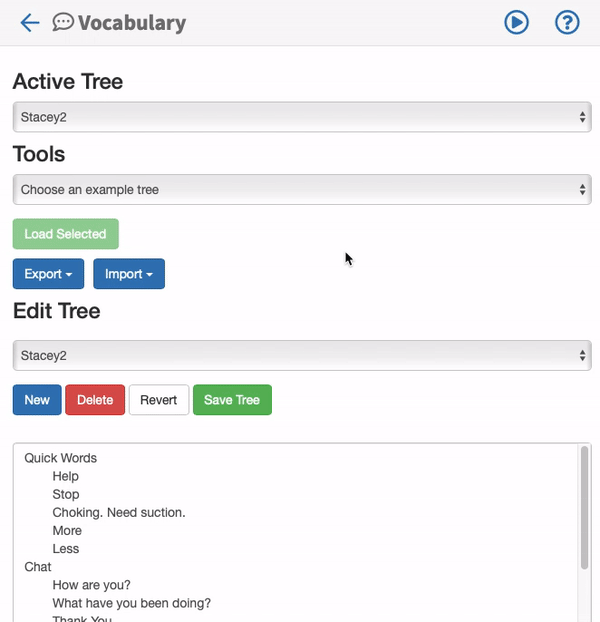 Vocabulary
Active Tree
Stacey2
Tools
Choose an example tree
Load Selected
Export Import
Edit Tree
Stacey2
New Delete Revert Save Tree
Quick Words
Help
Stop
Choking. Need suction.
More
Less
Chat
How are you?
What have you been doing?
Thank You